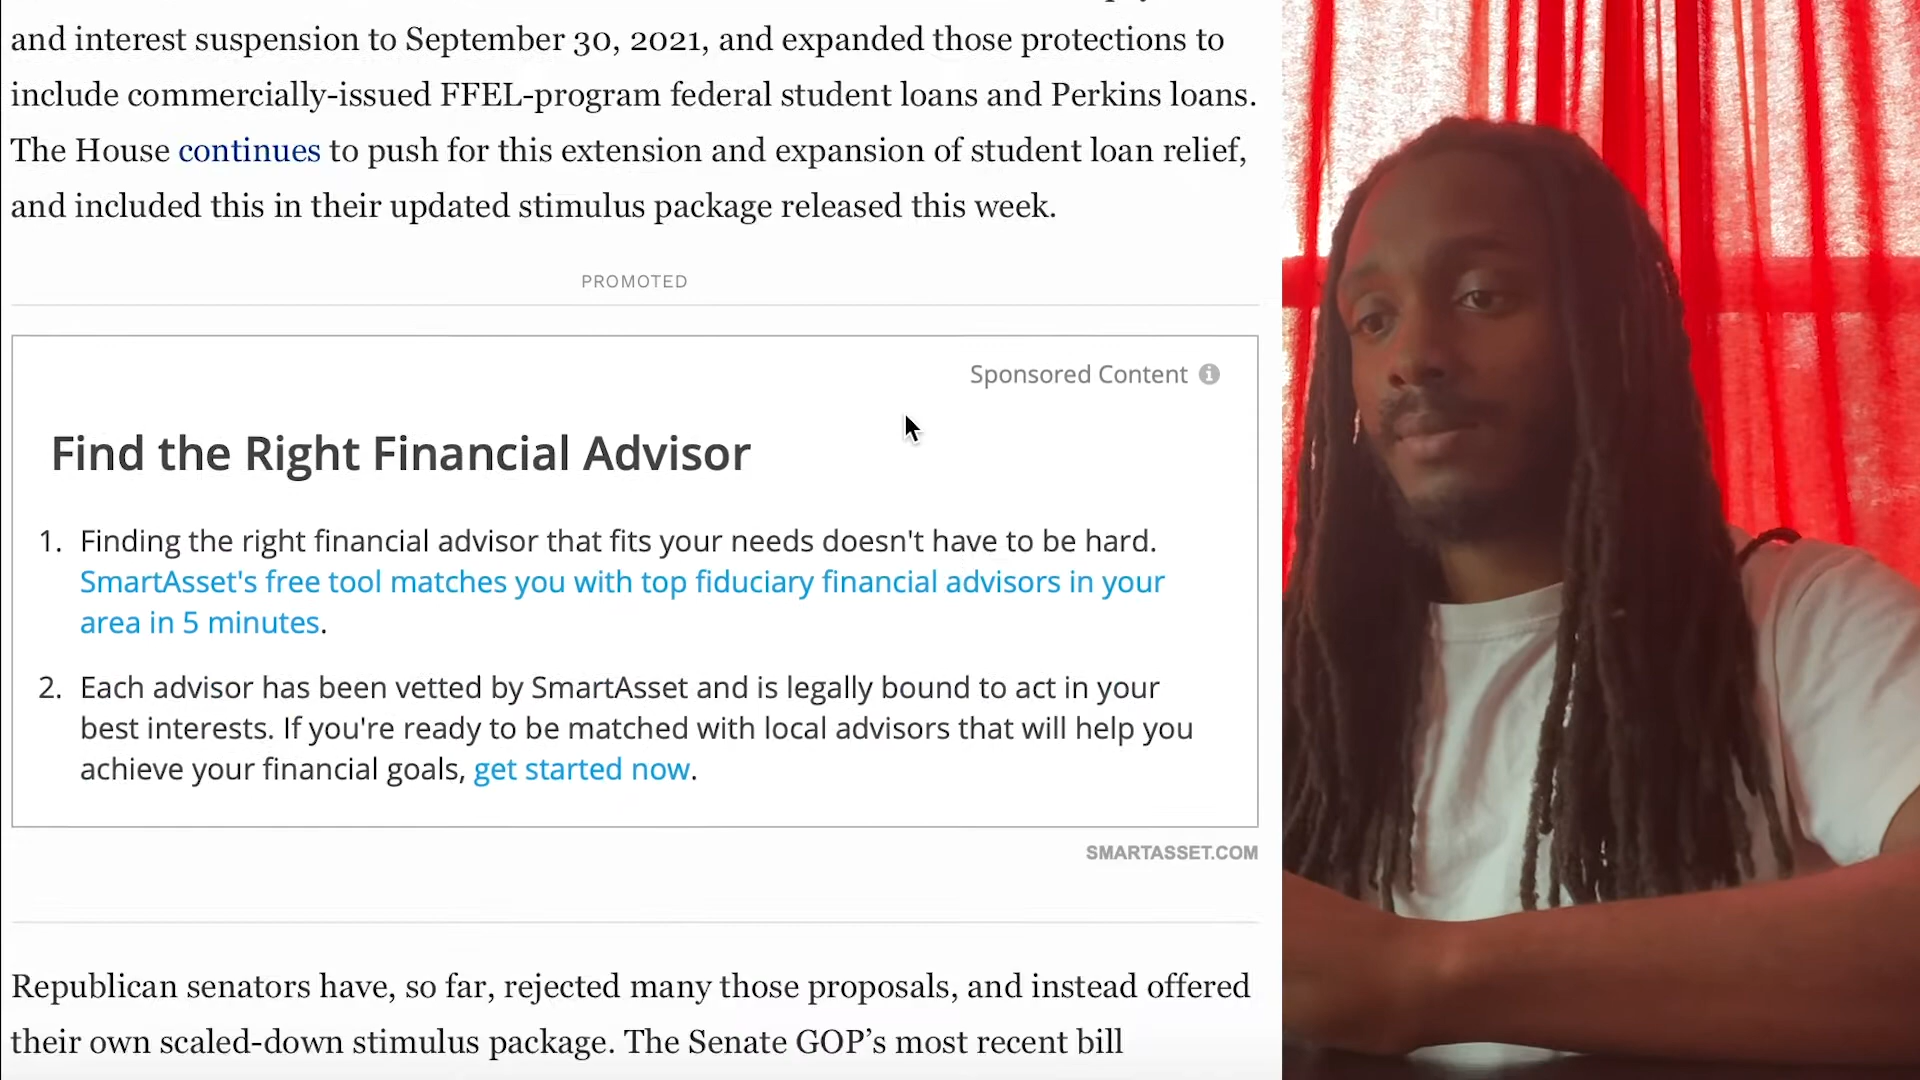 and interest suspension to September 30, 2021, and expanded those protections to
include commercially-issued FFEL-program federal student loans and Perkins loans.
The House continues to push for this extension and expansion of student loan relief,
and included this in their updated stimulus package released this week.
PROMOTED
Sponsored Content
Find the Right Financial Advisor
1. Finding the right financial advisor that fits your needs doesn't have to be hard.
SmartAsset's free tool matches you with top fiduciary financial advisors in your
area in 5 minutes.
2. Each advisor has been vetted by SmartAsset and is legally bound to act in your
best interests. If you're ready to be matched with local advisors that will help you
achieve your financial goals, get started now.
SMARTASSET.COM
Republican senators have, so far, rejected many those proposals, and instead offered
their own scaled-down stimulus package. The Senate GOP’s most recent bill